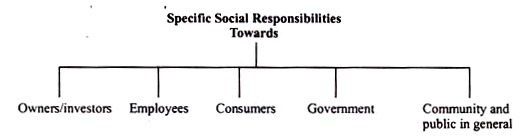 Specific Social Responsibilities
Towards
Owners/investors Employees Consumers Government Community and
public in general